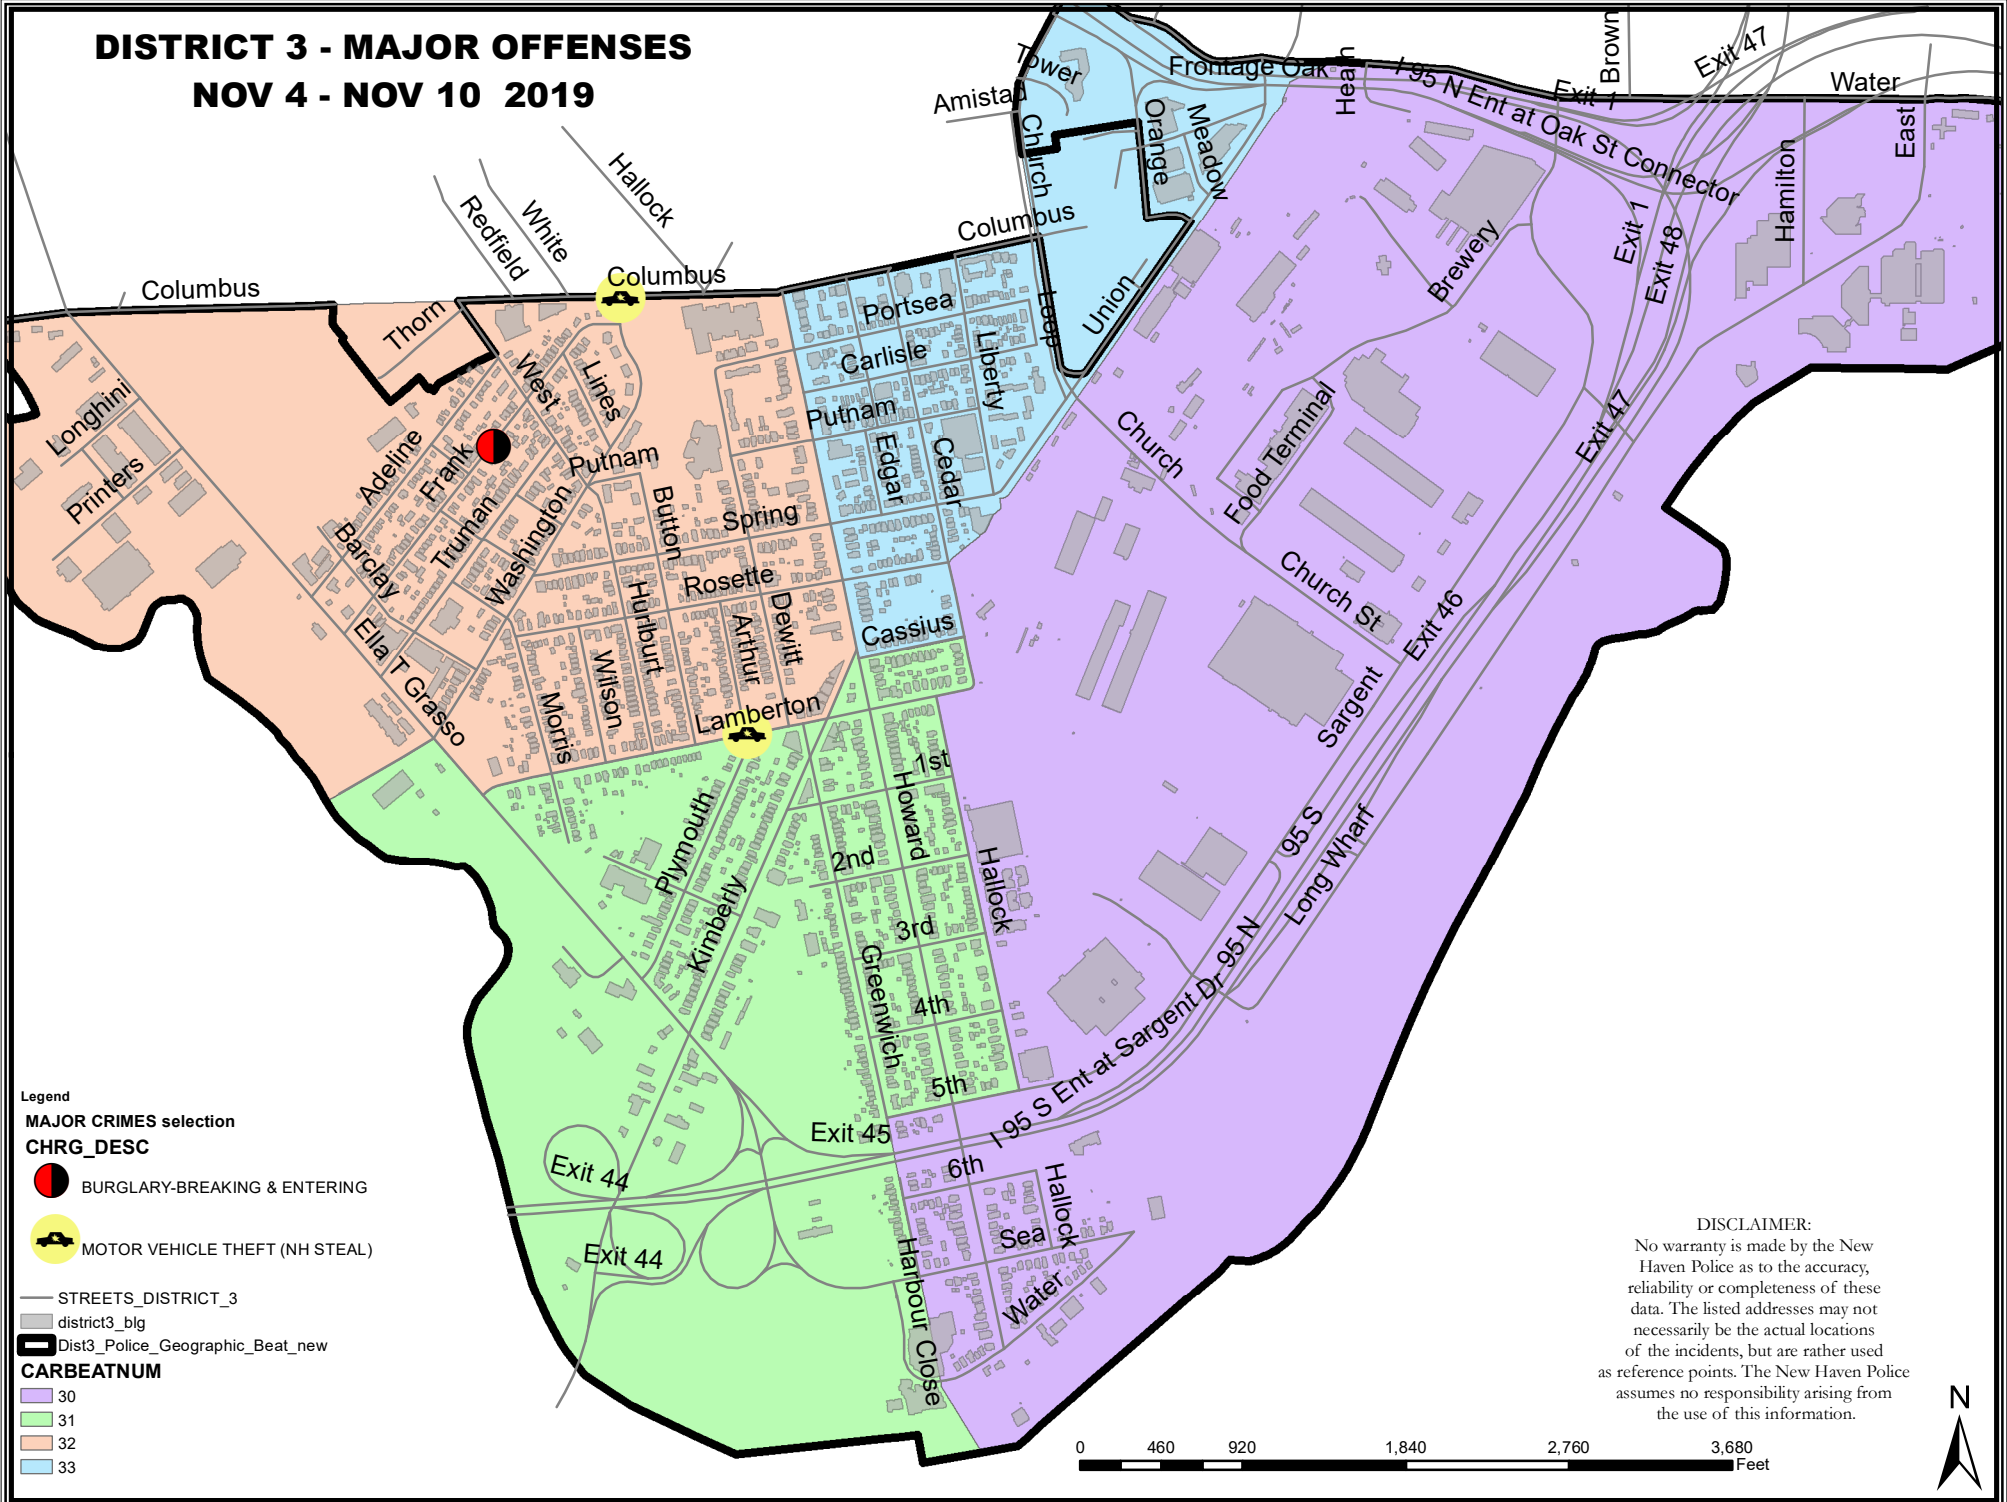 DISTRICT 3 - MAJOR OFFENSES
NOV 4 - NOV 10 2019
Tower
Amistad
Church
Frontage Oak
Heath
I 95 N Ent at Oak St Connector
Exit 1
Brown
Exit 47
Water
East
Hamilton
Orange
Meadow
Hallock
White
Redfield
Columbus
Columbus
Columbus
Thorn
Union
Loop
Brewery
Exit 1
Exit 48
Portsea
Carlisle
Liberty
Putnam
Edgar
Cedar
Longhini
Printers
Adeline
Frank
West
Lines
Putnam
Truman
Washington
Button
Spring
Barclay
Rosette
Hurlburt
Dewitt
Arthur
Wilson
Morris
Lamberton
Ella T Grasso
Cassius
Church
Food Terminal
Church St
Exit 47
Exit 46
Sargent
95 S
Long Wharf
95 N
1st
Howard
2nd
Hallock
3rd
Greenwich
4th
5th
Plymouth
Kimberly
I 95 S Ent at Sargent Dr
Exit 45
Exit 44
Exit 44
6th
Hallock
Sea
Water
Harbour Close
Legend
MAJOR CRIMES selection
CHRG_DESC
BURGLARY-BREAKING & ENTERING
MOTOR VEHICLE THEFT (NH STEAL)
STREETS_DISTRICT_3
district3_blg
Dist3_Police_Geographic_Beat_new
CARBEATNUM
30
31
32
33
DISCLAIMER:
No warranty is made by the New
Haven Police as to the accuracy,
reliability or completeness of these
data. The listed addresses may not
necessarily be the actual locations
of the incidents, but are rather used
as reference points. The New Haven Police
assumes no responsibility arising from
the use of this information.
N
0 460 920 1,840 2,760 3,680
Feet